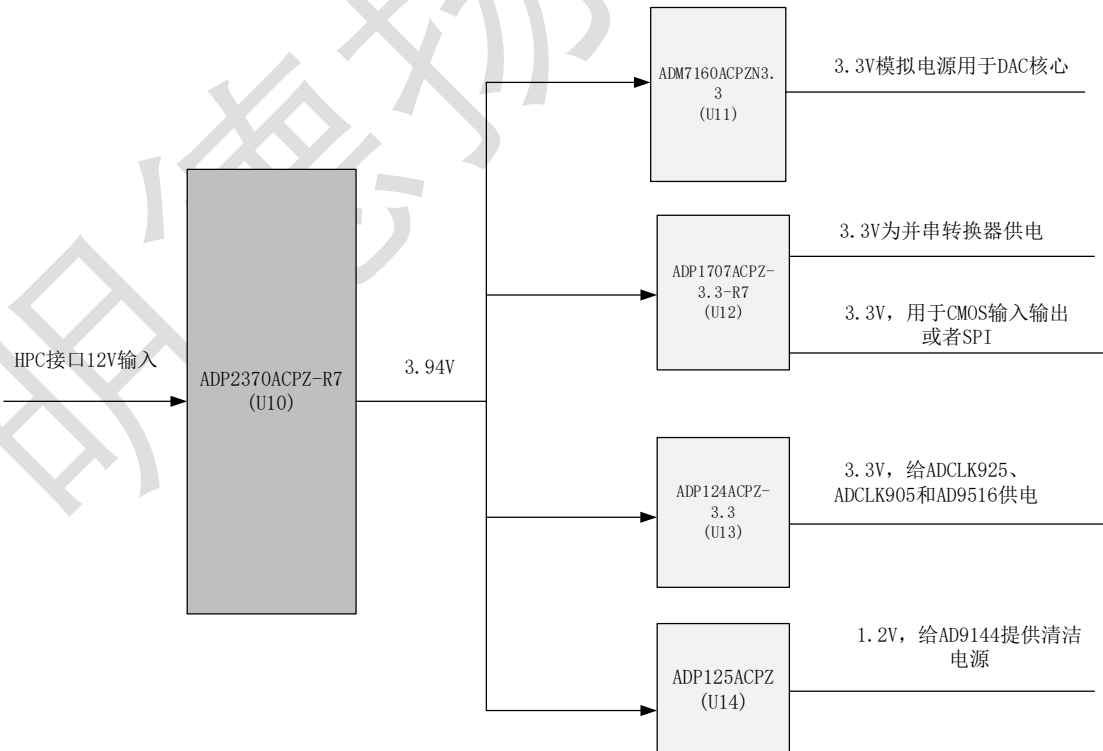 HPC接口12V输入
ADP2370ACPZ-R7
(U10)
3.94V
ADM7160ACPZN3.
3
(U11)
3.3V模拟电源用于DAC核心
ADP1707ACPZ-
3.3-R7
(U12)
3.3V为并串转换器供电
3.3V，用于CMOS输入输出
或者SPI
ADP124ACPZ-
3.3
(U13)
3.3V，给ADCLK925、
ADCLK905和AD9516供电
ADP125ACPZ
(U14)
1.2V，给AD9144提供清洁
电源
明德扬